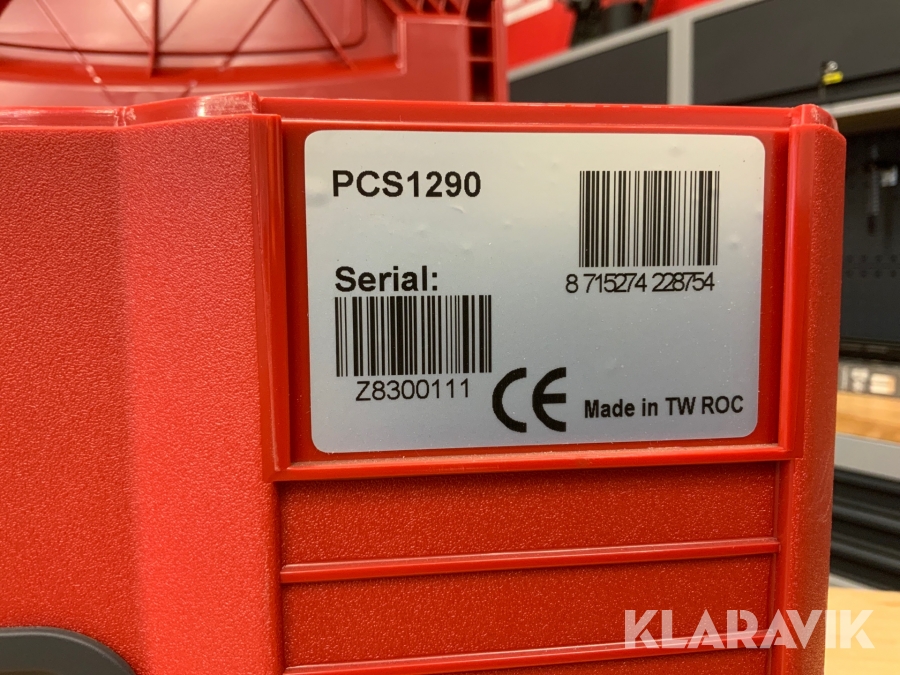 PCS1290
8 715274 228754
Serial:
Z8300111
CE
Made in TW ROC
KLARAVIK